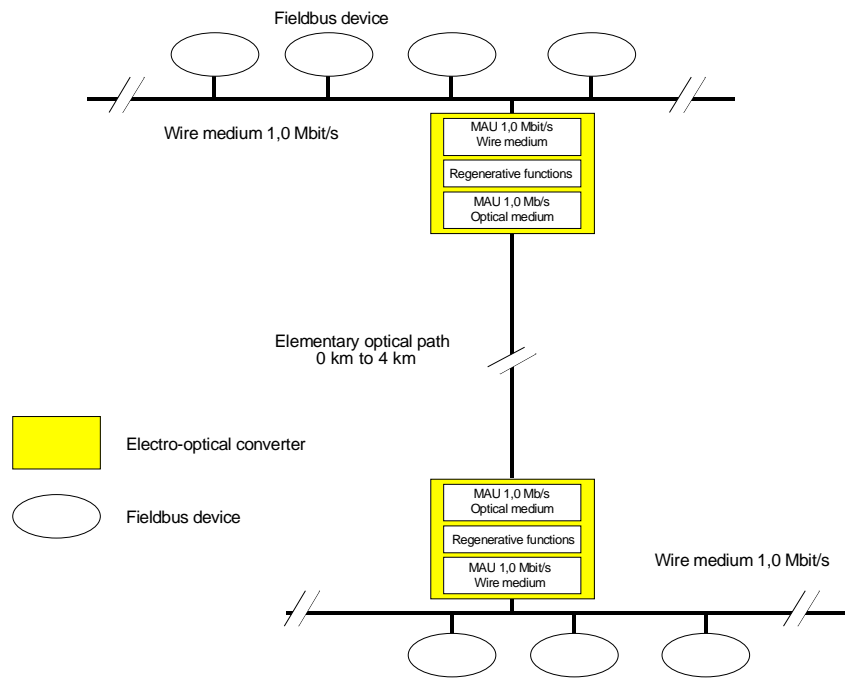 Fieldbus device
Wire medium 1,0 Mbit/s
MAU 1,0 Mbit/s
Wire medium
Regenerative functions
MAU 1,0 Mb/s
Optical medium
Elementary optical path
0 km to 4 km
Electro-optical converter
Fieldbus device
MAU 1,0 Mb/s
Optical medium
Regenerative functions
MAU 1,0 Mbit/s
Wire medium
Wire medium 1,0 Mbit/s